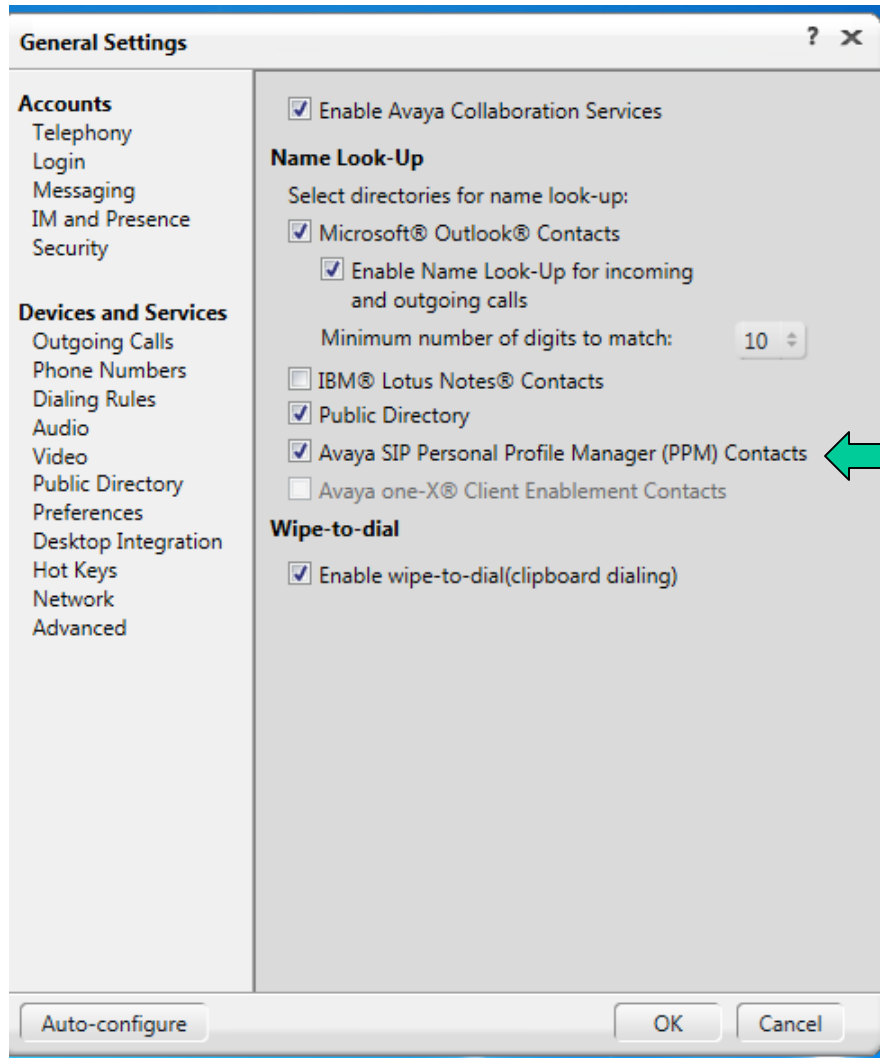 General Settings
? ×
Accounts
Telephony
Login
Messaging
IM and Presence
Security
Devices and Services
Outgoing Calls
Phone Numbers
Dialing Rules
Audio
Video
Public Directory
Preferences
Desktop Integration
Hot Keys
Network
Advanced
Enable Avaya Collaboration Services
Name Look-Up
Select directories for name look-up:
Microsoft® Outlook® Contacts
Enable Name Look-Up for incoming
and outgoing calls
Minimum number of digits to match: 10
IBM® Lotus Notes® Contacts
Public Directory
Avaya SIP Personal Profile Manager (PPM) Contacts
Avaya one-X® Client Enablement Contacts
Wipe-to-dial
Enable wipe-to-dial(clipboard dialing)
Auto-configure
OK
Cancel